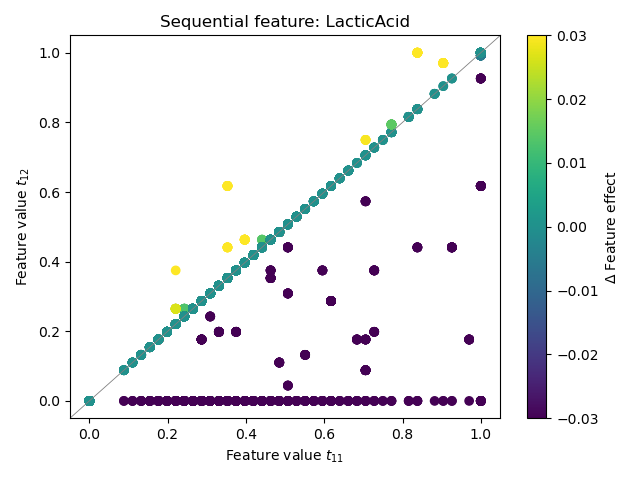 Sequential feature: LacticAcid
Feature value t₁₂
1.0
0.8
0.6
0.4
0.2
0.0
0.0 0.2 0.4 0.6 0.8 1.0
Feature value t₁₁
0.03
0.02
0.01
0.00
−0.01
−0.02
−0.03
Δ Feature effect